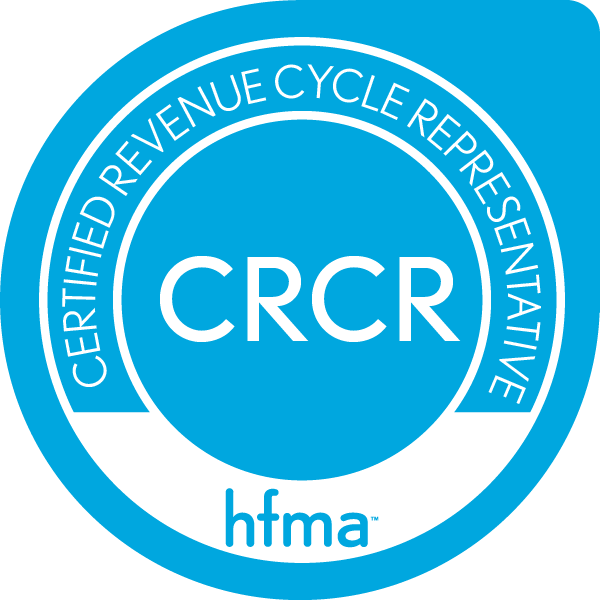 CERTIFIED REVENUE CYCLE REPRESENTATIVE
CRCR
hfma™